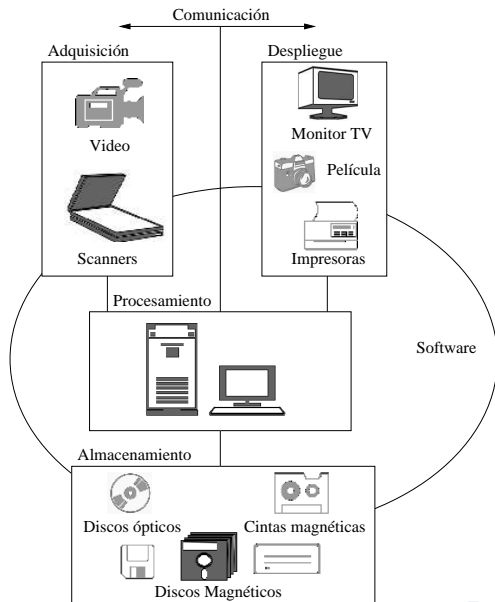 Comunicación
Adquisición
Despliegue
Video
Scanners
Monitor TV
Película
Impresoras
Procesamiento
Software
Almacenamiento
Discos ópticos
Cintas magnéticas
Discos Magnéticos